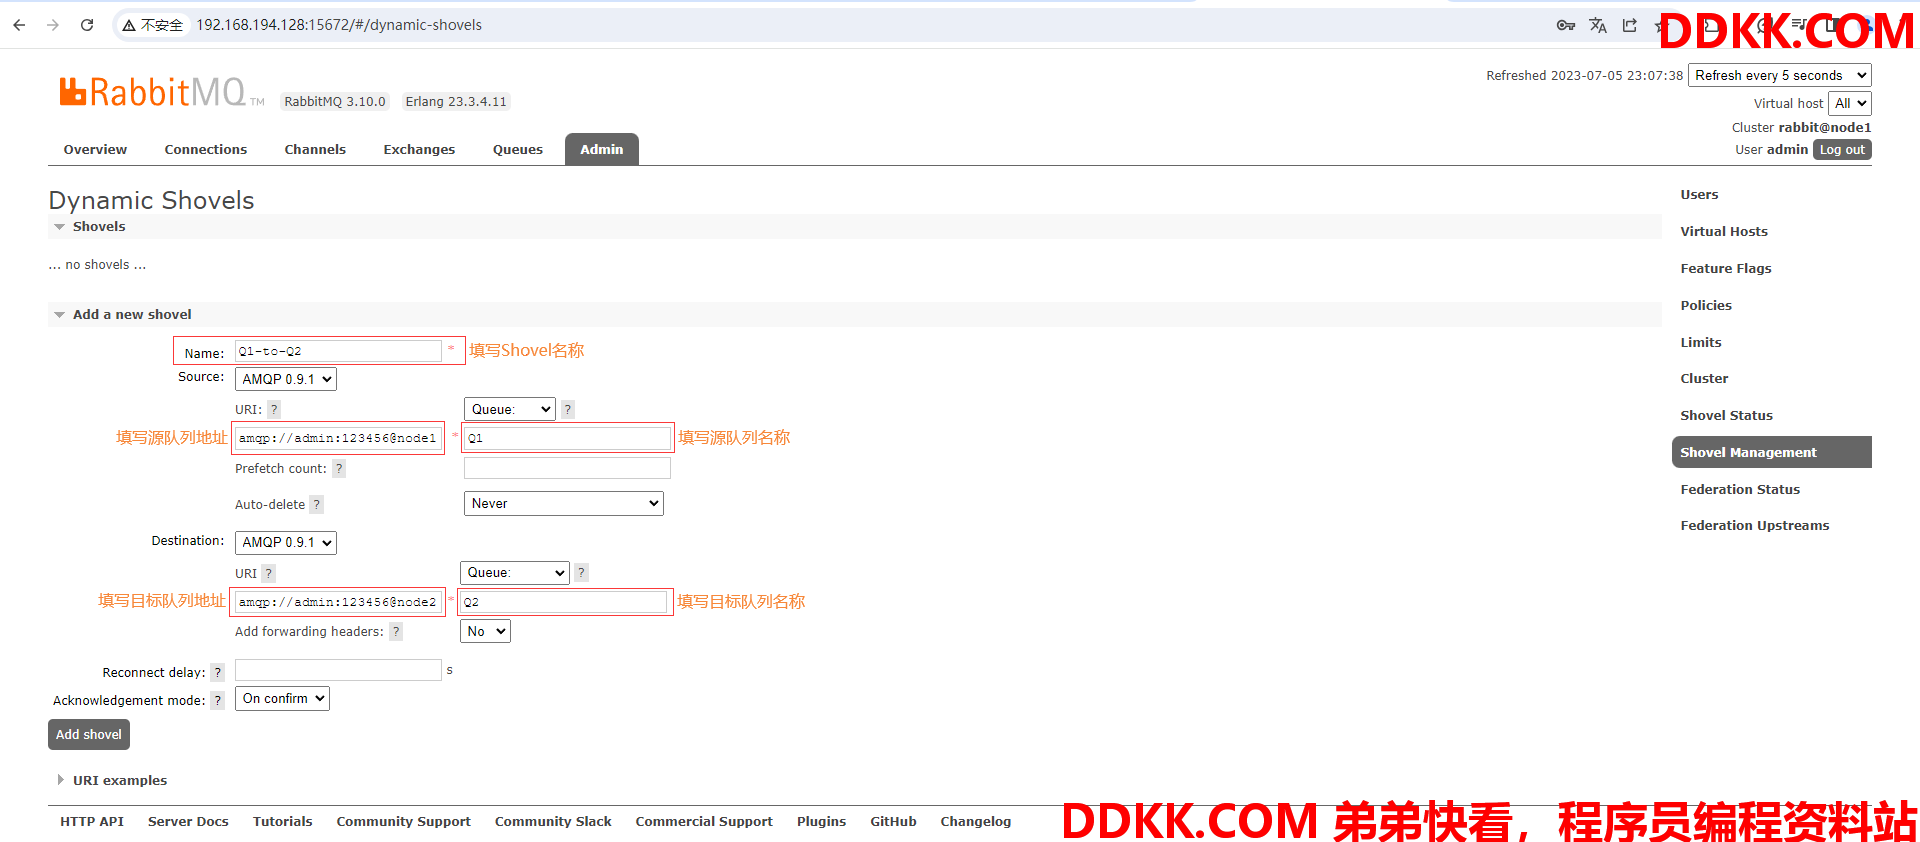 不安全 192.168.194.128:15672/#/dynamic-shovels
DDKK.COM
RabbitMQ TM RabbitMQ 3.10.0 Erlang 23.3.4.11
Refreshed 2023-07-05 23:07:38 Refresh every 5 seconds
Virtual host All
Cluster rabbit@node1
User admin Log out
Overview Connections Channels Exchanges Queues Admin
Dynamic Shovels
Shovels
... no shovels ...
Add a new shovel
Name: Q1-to-Q2 * 填写Shovel名称
Source: AMQP 0.9.1
URI: ? Queue: ?
填写源队列地址 amqp://admin:123456@node1 * Q1 填写源队列名称
Prefetch count: ?
Auto-delete ? Never
Destination: AMQP 0.9.1
URI ? Queue: ?
填写目标队列地址 amqp://admin:123456@node2 * Q2 填写目标队列名称
Add forwarding headers: ? No
Reconnect delay: ? s
Acknowledgement mode: ? On confirm
Add shovel
URI examples
Users
Virtual Hosts
Feature Flags
Policies
Limits
Cluster
Shovel Status
Shovel Management
Federation Status
Federation Upstreams
HTTP API Server Docs Tutorials Community Support Community Slack Commercial Support Plugins GitHub Changelog
DDKK.COM 弟弟快看，程序员编程资料站